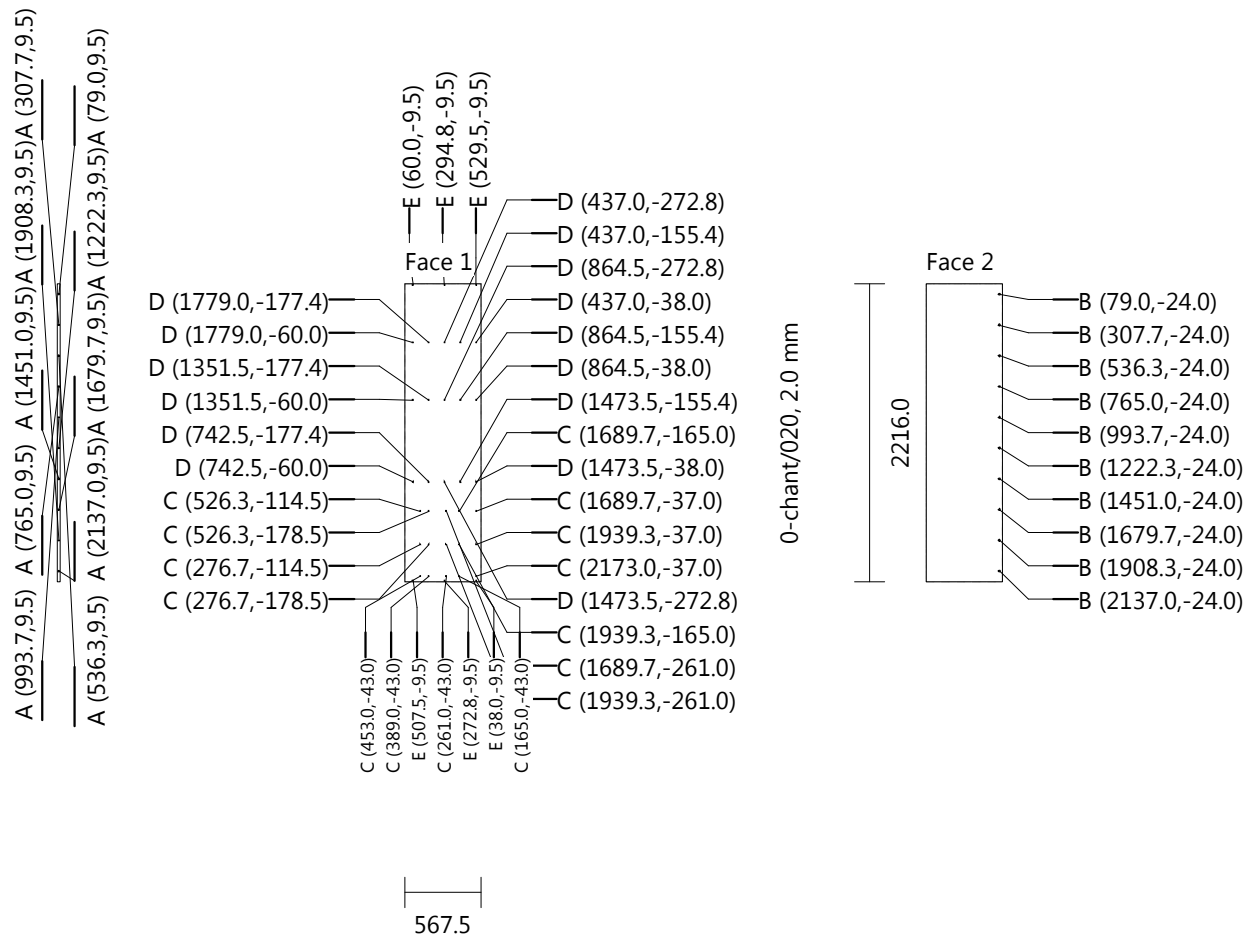 A (307.7,9.5)
A (1908.3,9.5)
A (1451.0,9.5)
A (765.0,9.5)
A (993.7,9.5)
A (79.0,9.5)
A (1222.3,9.5)
A (1679.7,9.5)
A (2137.0,9.5)
A (536.3,9.5)
E (60.0,-9.5)
E (294.8,-9.5)
E (529.5,-9.5)
Face 1
D (1779.0,-177.4)
D (1779.0,-60.0)
D (1351.5,-177.4)
D (1351.5,-60.0)
D (742.5,-177.4)
D (742.5,-60.0)
C (526.3,-114.5)
C (526.3,-178.5)
C (276.7,-114.5)
C (276.7,-178.5)
D (437.0,-272.8)
D (437.0,-155.4)
D (864.5,-272.8)
D (437.0,-38.0)
D (864.5,-155.4)
D (864.5,-38.0)
D (1473.5,-155.4)
C (1689.7,-165.0)
D (1473.5,-38.0)
C (1689.7,-37.0)
C (1939.3,-37.0)
C (2173.0,-37.0)
D (1473.5,-272.8)
C (1939.3,-165.0)
C (1689.7,-261.0)
C (1939.3,-261.0)
C (453.0,-43.0)
C (389.0,-43.0)
E (507.5,-9.5)
C (261.0,-43.0)
E (272.8,-9.5)
E (38.0,-9.5)
C (165.0,-43.0)
567.5
0-chant/020, 2.0 mm
2216.0
Face 2
B (79.0,-24.0)
B (307.7,-24.0)
B (536.3,-24.0)
B (765.0,-24.0)
B (993.7,-24.0)
B (1222.3,-24.0)
B (1451.0,-24.0)
B (1679.7,-24.0)
B (1908.3,-24.0)
B (2137.0,-24.0)